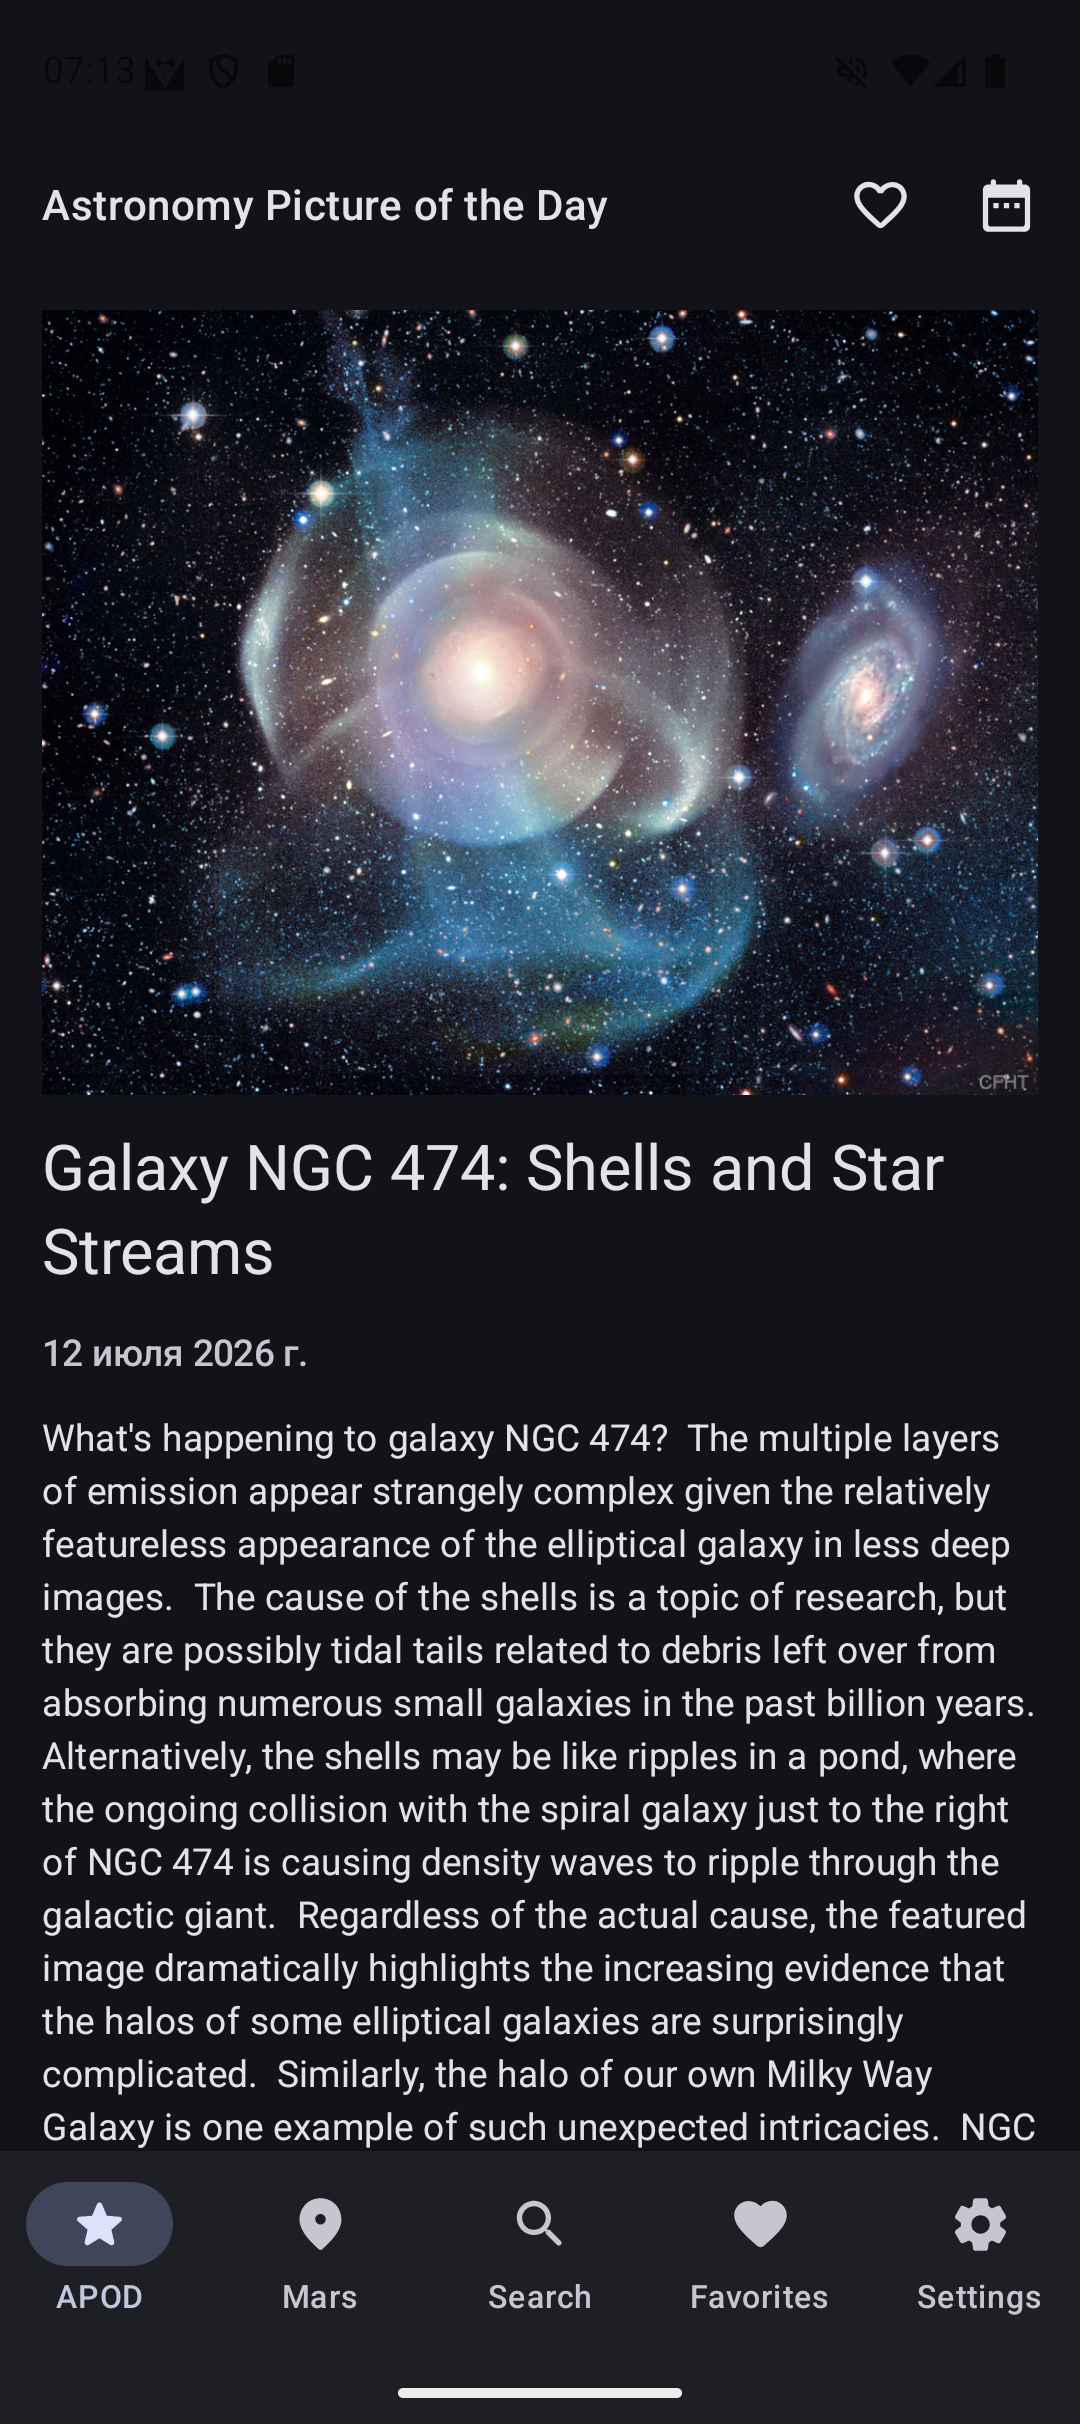 07:13
Astronomy Picture of the Day
CFHT
Galaxy NGC 474: Shells and Star
Streams
12 июля 2026 г.
What's happening to galaxy NGC 474?  The multiple layers
of emission appear strangely complex given the relatively
featureless appearance of the elliptical galaxy in less deep
images.  The cause of the shells is a topic of research, but
they are possibly tidal tails related to debris left over from
absorbing numerous small galaxies in the past billion years.
Alternatively, the shells may be like ripples in a pond, where
the ongoing collision with the spiral galaxy just to the right
of NGC 474 is causing density waves to ripple through the
galactic giant.  Regardless of the actual cause, the featured
image dramatically highlights the increasing evidence that
the halos of some elliptical galaxies are surprisingly
complicated.  Similarly, the halo of our own Milky Way
Galaxy is one example of such unexpected intricacies.  NGC
APOD
Mars
Search
Favorites
Settings